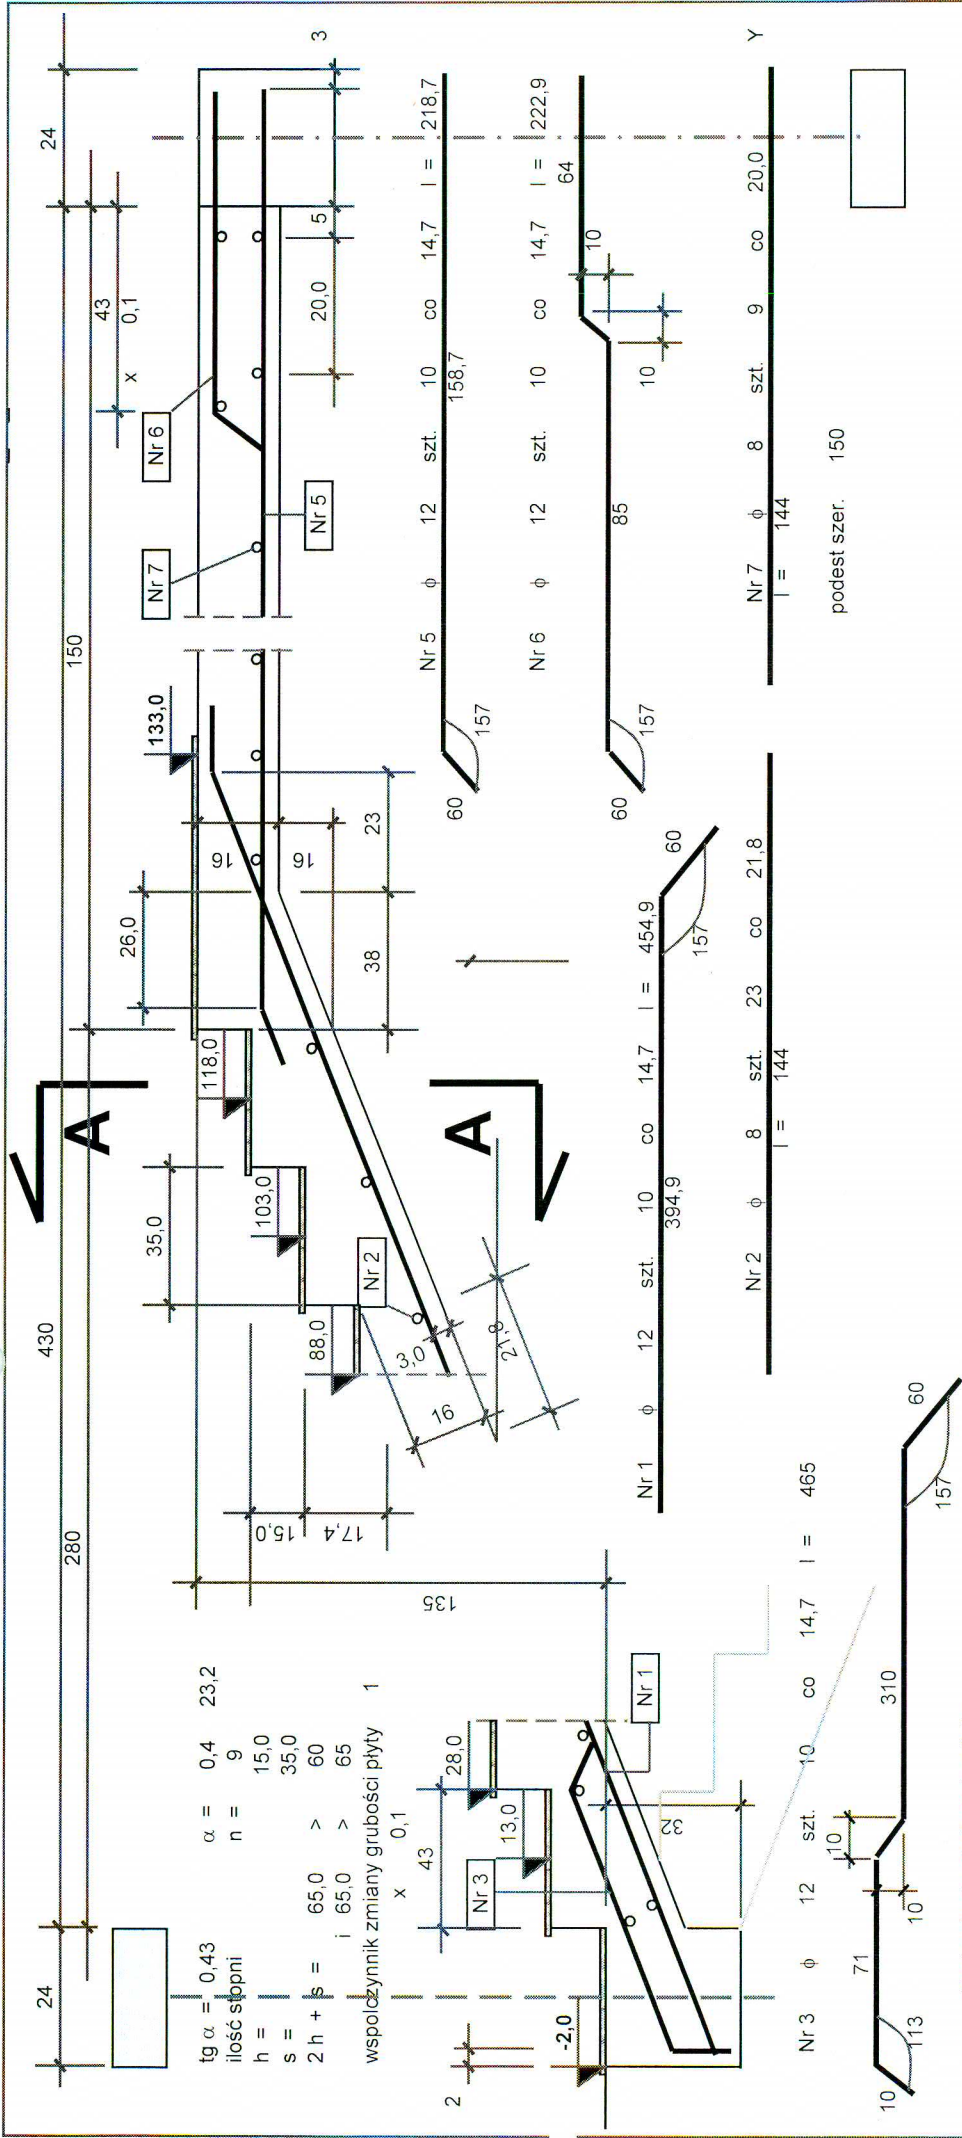 24
430
24
280
150
43
x 0,1
3
5
20,0
Nr 6
Nr 7
Nr 5
133,0
26,0
16
16
23
38
A
A
118,0
103,0
88,0
35,0
Nr 2
3,0
21,8
16
15,0
17,4
135
tg α = 0,43 α = 0,4 23,2
ilość stopni n = 9
h = 15,0
s = 35,0
2 h + s = 65,0 > 60
i 65,0 > 65
wspolczynnik zmiany grubości płyty 1
x 0,1
2
-2,0
43
13,0
28,0
Nr 3
Nr 1
32
Nr 5 ϕ 12 szt. 10 co 14,7 l = 218,7
158,7
60
157
Nr 6 ϕ 12 szt. 10 co 14,7 l = 222,9
64
10
10
85
60
157
Nr 7 ϕ 8 szt. 9 co 20,0 Y
l = 144
podest szer. 150
Nr 1 ϕ 12 szt. 10 co 14,7 l = 454,9
394,9
60
157
Nr 2 ϕ 8 szt. 23 co 21,8
l = 144
Nr 3 ϕ 12 szt. 10 co 14,7 l = 465
10
113
71
10
10
310
60
157